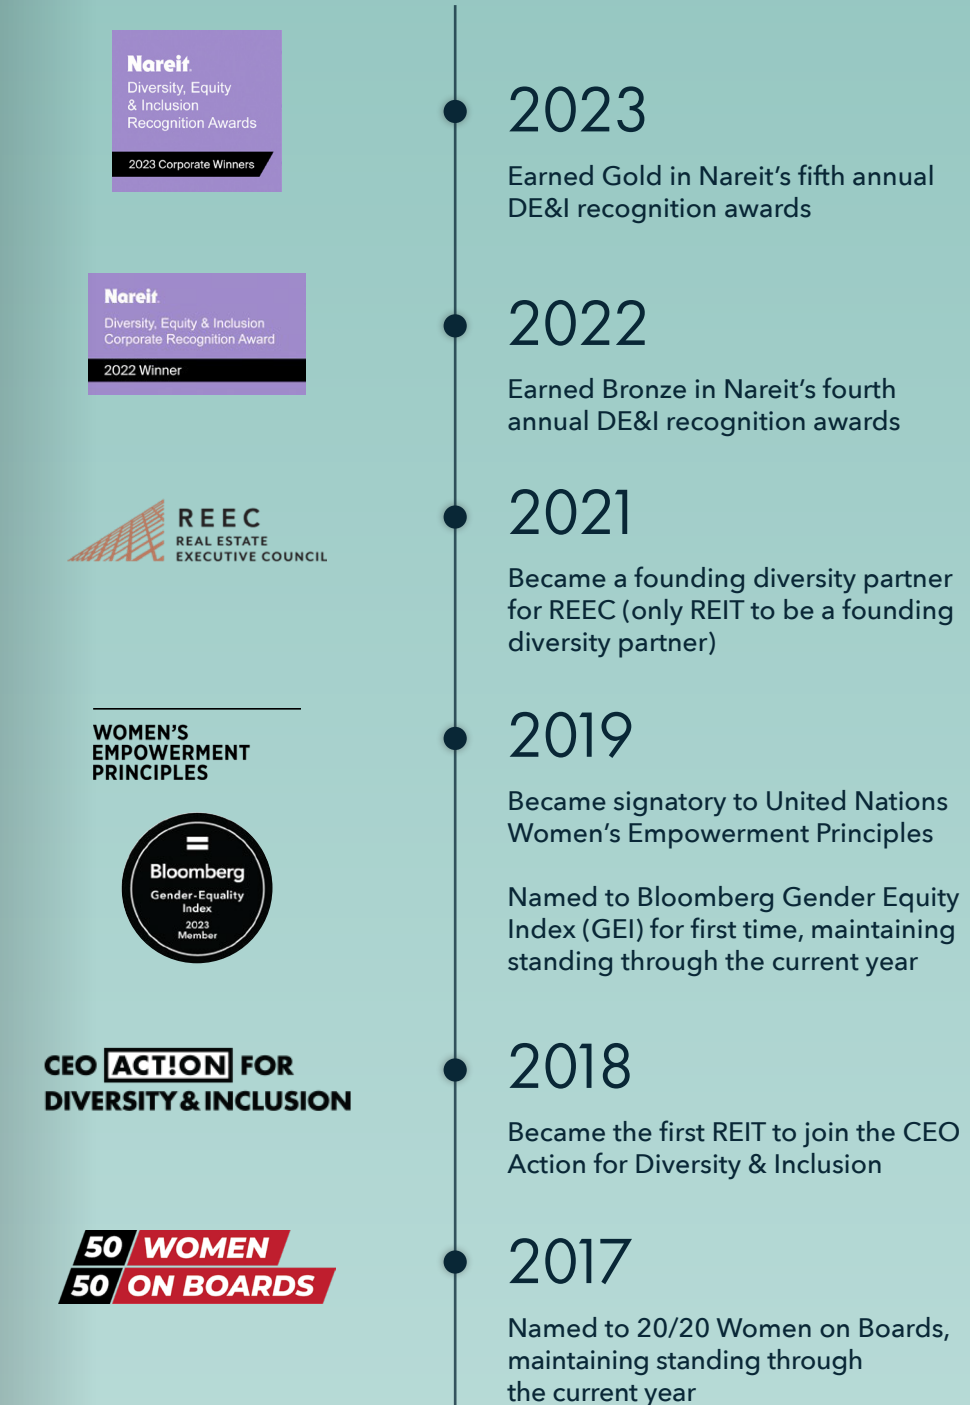 Nareit.
Diversity, Equity
& Inclusion
Recognition Awards
2023 Corporate Winners
2023
Earned Gold in Nareit’s fifth annual
DE&I recognition awards
Nareit.
Diversity, Equity & Inclusion
Corporate Recognition Award
2022 Winner
2022
Earned Bronze in Nareit’s fourth
annual DE&I recognition awards
REEC
REAL ESTATE
EXECUTIVE COUNCIL
2021
Became a founding diversity partner
for REEC (only REIT to be a founding
diversity partner)
WOMEN’S
EMPOWERMENT
PRINCIPLES
Bloomberg
Gender-Equality
Index
2023
Member
2019
Became signatory to United Nations
Women’s Empowerment Principles
Named to Bloomberg Gender Equity
Index (GEI) for first time, maintaining
standing through the current year
CEO ACT!ON FOR
DIVERSITY & INCLUSION
2018
Became the first REIT to join the CEO
Action for Diversity & Inclusion
50 WOMEN
50 ON BOARDS
2017
Named to 20/20 Women on Boards,
maintaining standing through
the current year